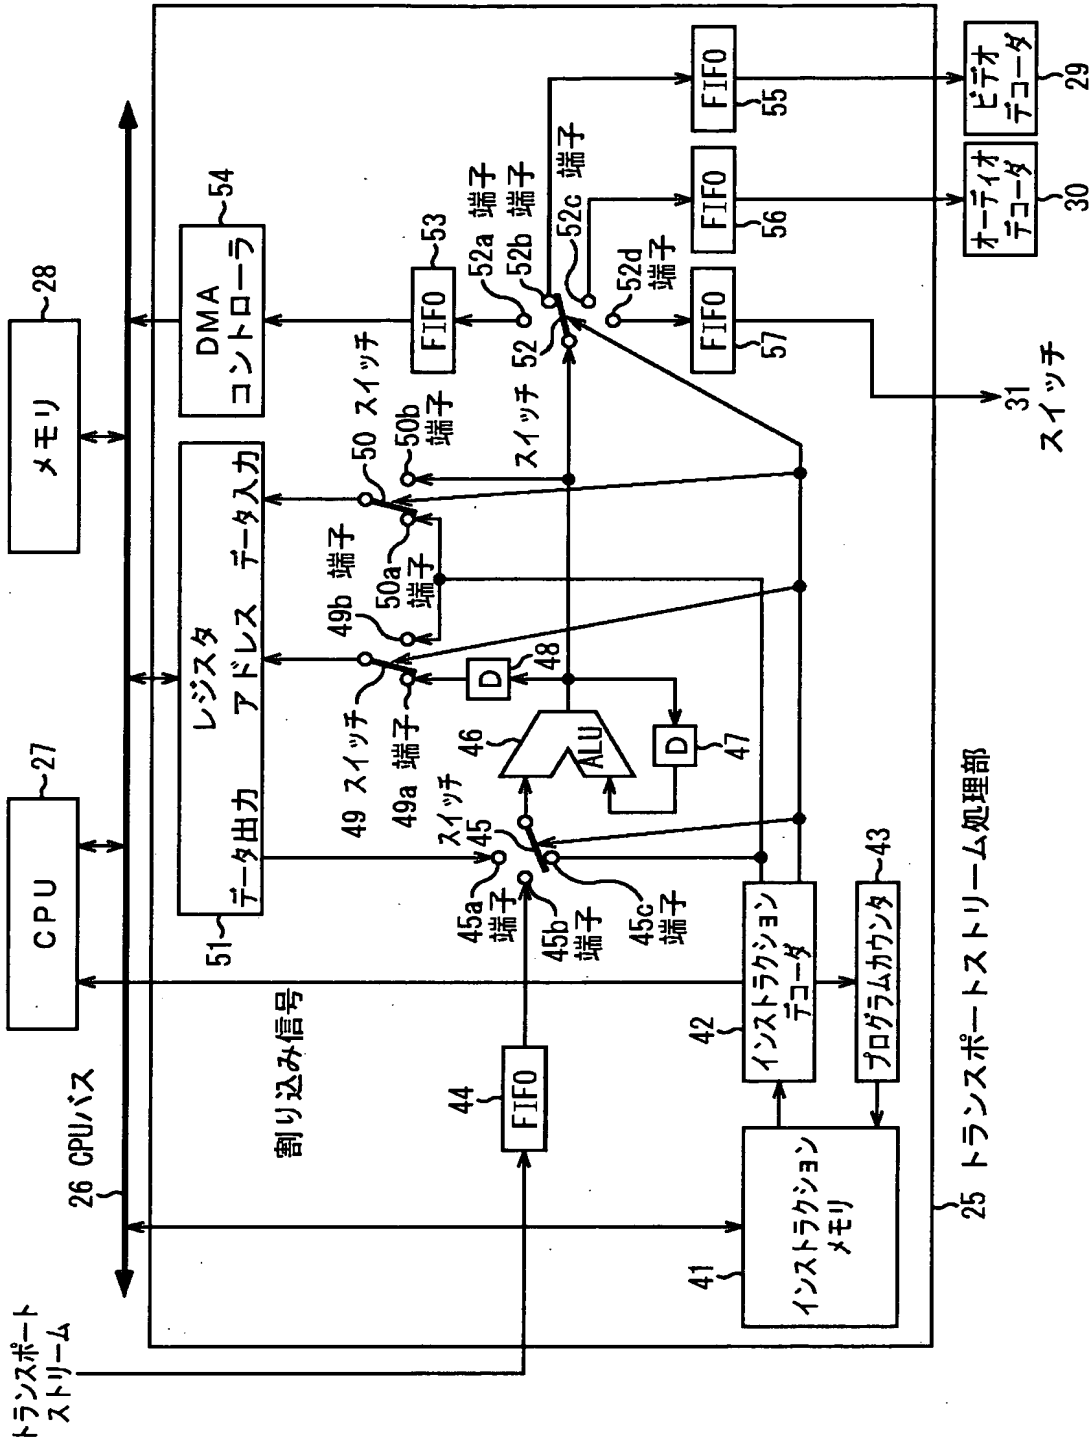 トランスポート
ストリーム
26 CPUバス
CPU
27
メモリ
28
割り込み信号
51
レジスタ
データ出力
アドレス
データ入力
DMA
コントローラ
54
44
FIFO
45a
端子
45b
端子
45c
端子
スイッチ
45
46
ALU
D
47
D
48
49 スイッチ
49a 端子
49b 端子
50 スイッチ
50a
端子
50b
端子
スイッチ
52
52a 端子
52b 端子
52c 端子
52d
端子
FIFO
53
FIFO
55
FIFO
56
FIFO
57
41
インストラクション
メモリ
42
インストラクション
デコーダ
プログラムカウンタ
43
25 トランスポートストリーム処理部
31
スイッチ
オーディオ
デコーダ
30
ビデオ
デコーダ
29